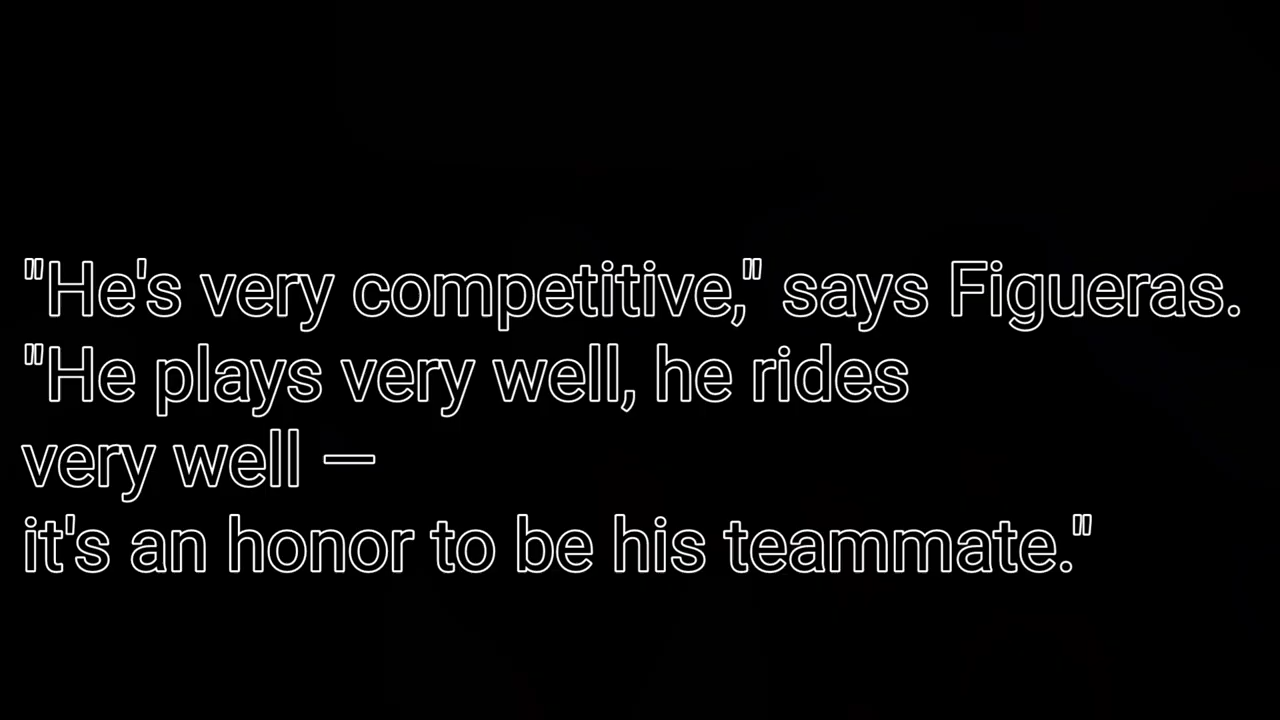 "He's very competitive," says Figueras.
"He plays very well, he rides
very well —
it's an honor to be his teammate."